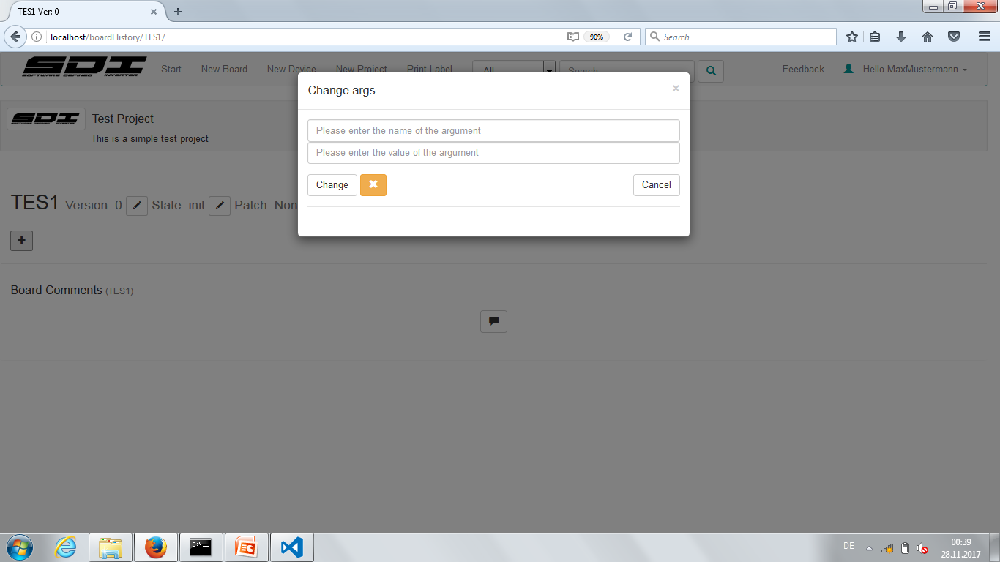 TES1 Ver: 0
localhost/boardHistory/TES1/
90%
Search
SDI
SOFTWARE DEFINED INVERTER
Start
New Board
New Device
New Project
Print Label
All
Search
Feedback
Hello MaxMustermann
Change args
×
Please enter the name of the argument
Please enter the value of the argument
Change
Cancel
SDI
Test Project
This is a simple test project
TES1 Version: 0 State: init Patch: Non
Board Comments (TES1)
C:\_
DE
00:39
28.11.2017